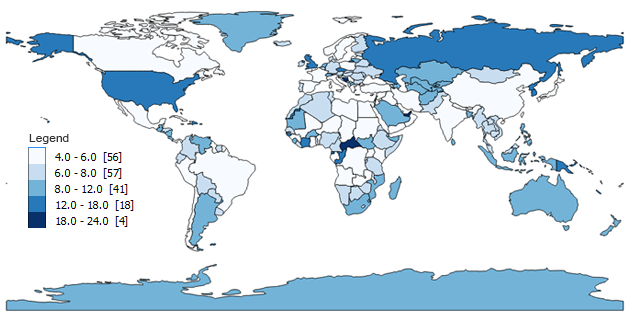 Legend
4.0 - 6.0 [56]
6.0 - 8.0 [57]
8.0 - 12.0 [41]
12.0 - 18.0 [18]
18.0 - 24.0 [4]